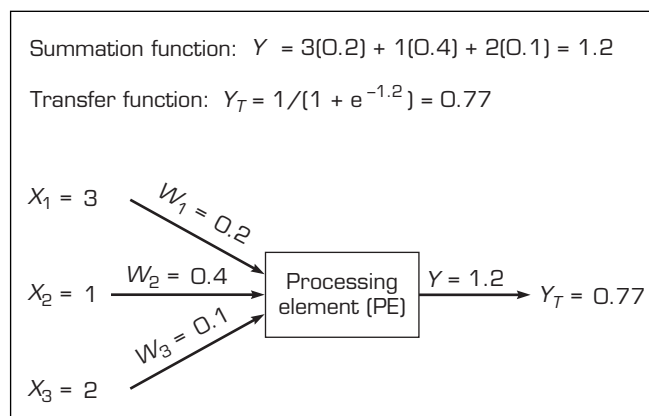 Summation function: Y = 3(0.2) + 1(0.4) + 2(0.1) = 1.2
Transfer function: Y_T = 1/(1 + e^−1.2) = 0.77
X_1 = 3
W_1 = 0.2
X_2 = 1
W_2 = 0.4
Processing
element (PE)
Y = 1.2
Y_T = 0.77
W_3 = 0.1
X_3 = 2